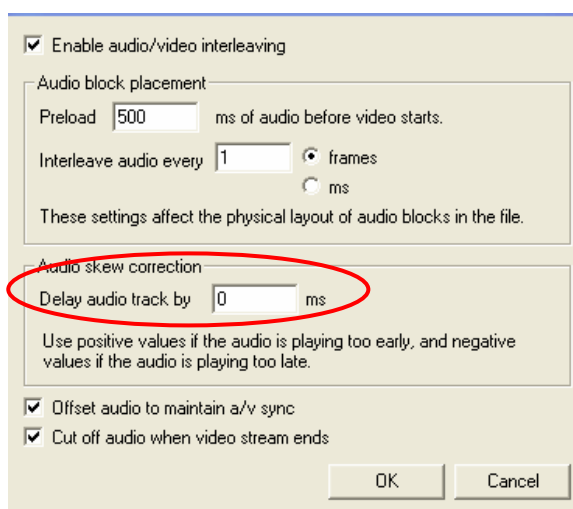 Enable audio/video interleaving
Audio block placement
Preload 500 ms of audio before video starts.
Interleave audio every 1 frames
ms
These settings affect the physical layout of audio blocks in the file.
Audio skew correction
Delay audio track by 0 ms
Use positive values if the audio is playing too early, and negative
values if the audio is playing too late.
Offset audio to maintain a/v sync
Cut off audio when video stream ends
OK Cancel